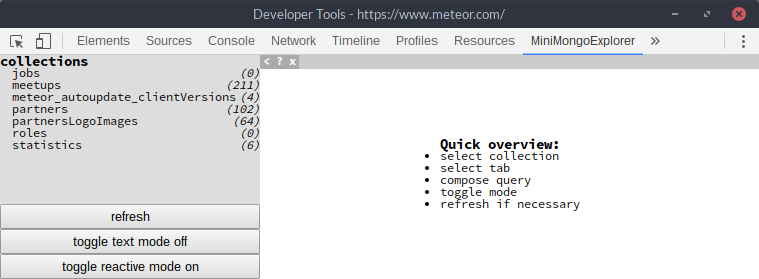 Developer Tools - https://www.meteor.com/
Elements Sources Console Network Timeline Profiles Resources MiniMongoExplorer »
collections
jobs (0)
meetups (211)
meteor_autoupdate_clientVersions (4)
partners (102)
partnersLogoImages (64)
roles (0)
statistics (6)
refresh
toggle text mode off
toggle reactive mode on
< ? x
Quick overview:
• select collection
• select tab
• compose query
• toggle mode
• refresh if necessary